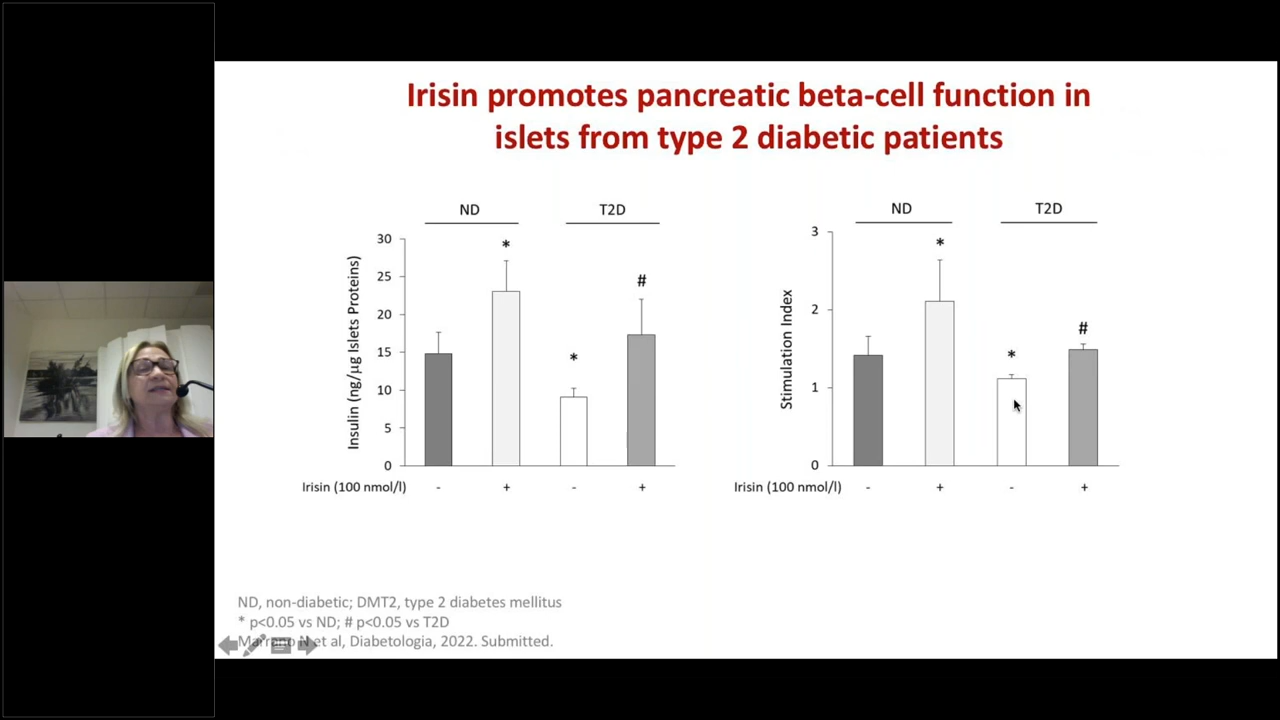 Irisin promotes pancreatic beta-cell function in
islets from type 2 diabetic patients
ND
T2D
Insulin (ng/µg Islets Proteins)
30
25
20
15
10
5
0
*
*
#
Irisin (100 nmol/l)
-
+
-
+
ND
T2D
Stimulation Index
3
2
1
0
*
*
#
Irisin (100 nmol/l)
-
+
-
+
ND, non-diabetic; DMT2, type 2 diabetes mellitus
* p<0.05 vs ND; # p<0.05 vs T2D
et al, Diabetologia, 2022. Submitted.